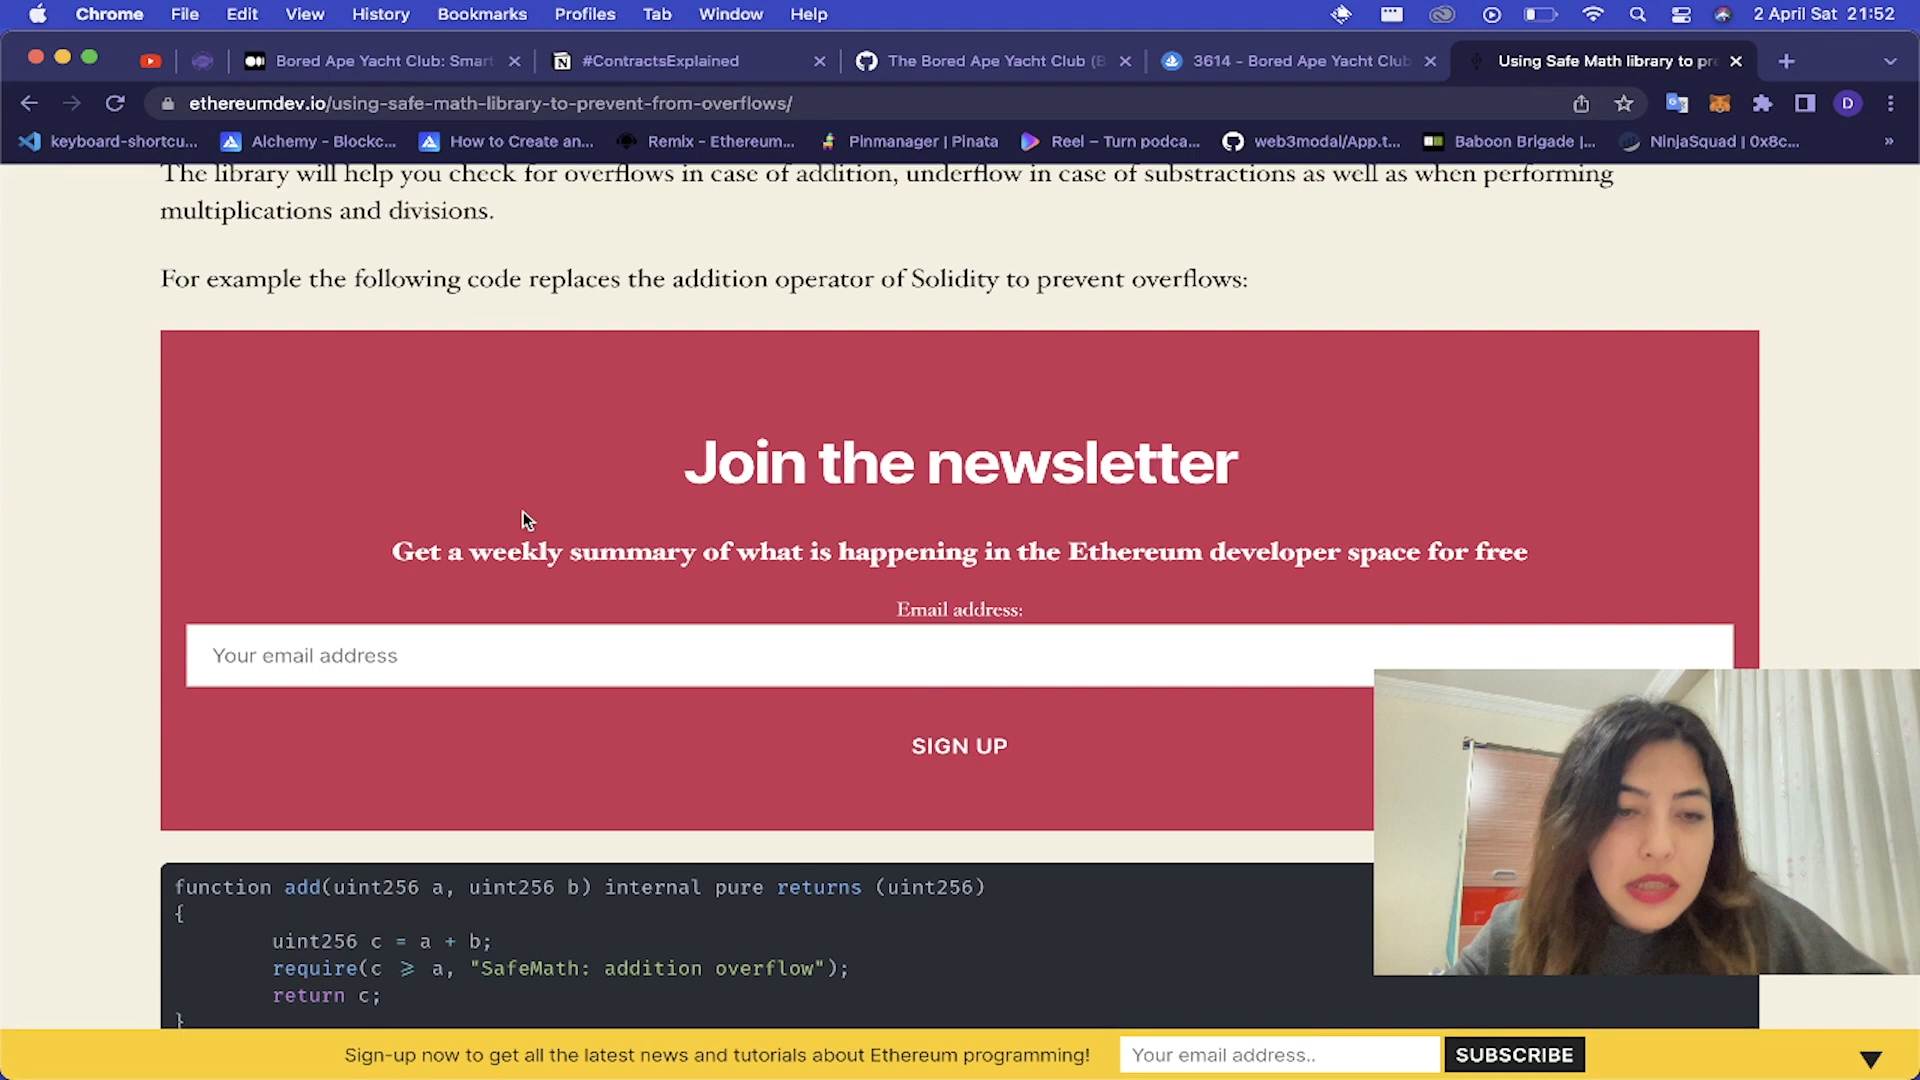 Chrome File Edit View History Bookmarks Profiles Tab Window Help 2 April Sat 21:52
Bored Ape Yacht Club: Smart #ContractsExplained The Bored Ape Yacht Club (B 3614 - Bored Ape Yacht Club Using Safe Math library to pre
ethereumdev.io/using-safe-math-library-to-prevent-from-overflows/ D
keyboard-shortcu... Alchemy - Blockc... How to Create an... Remix - Ethereum... Pinmanager | Pinata Reel – Turn podca... web3modal/App.t... Baboon Brigade |... NinjaSquad | 0x8c... »
The library will help you check for overflows in case of addition, underflow in case of substractions as well as when performing
multiplications and divisions.
For example the following code replaces the addition operator of Solidity to prevent overflows:
Join the newsletter
Get a weekly summary of what is happening in the Ethereum developer space for free
Email address:
Your email address
SIGN UP
function add(uint256 a, uint256 b) internal pure returns (uint256)
{
uint256 c = a + b;
require(c ⩾ a, "SafeMath: addition overflow");
return c;
}
Sign-up now to get all the latest news and tutorials about Ethereum programming! Your email address.. SUBSCRIBE